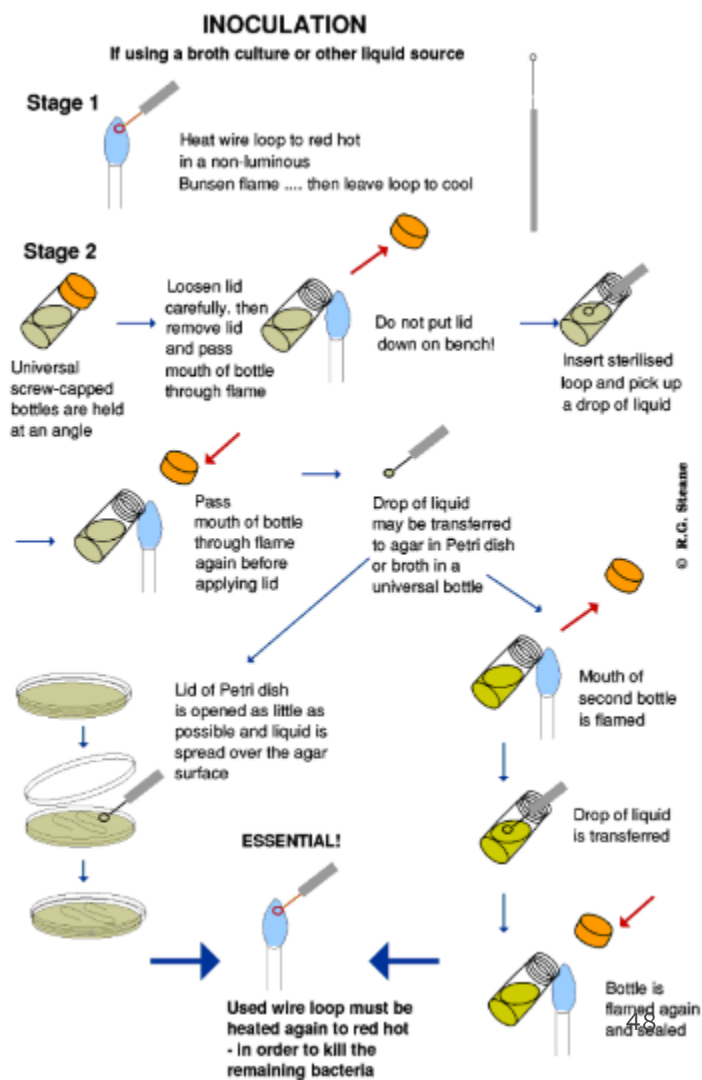 INOCULATION
If using a broth culture or other liquid source
Stage 1
Heat wire loop to red hot
in a non-luminous
Bunsen flame .... then leave loop to cool
Stage 2
Universal
screw-capped
bottles are held
at an angle
Loosen lid
carefully, then
remove lid
and pass
mouth of bottle
through flame
Do not put lid
down on bench!
Insert sterilised
loop and pick up
a drop of liquid
Pass
mouth of bottle
through flame
again before
applying lid
Drop of liquid
may be transferred
to agar in Petri dish
or broth in a
universal bottle
© R.G. Steane
Lid of Petri dish
is opened as little as
possible and liquid is
spread over the agar
surface
Mouth of
second bottle
is flamed
Drop of liquid
is transferred
Bottle is
flamed again
and sealed
48
ESSENTIAL!
Used wire loop must be
heated again to red hot
- in order to kill the
remaining bacteria